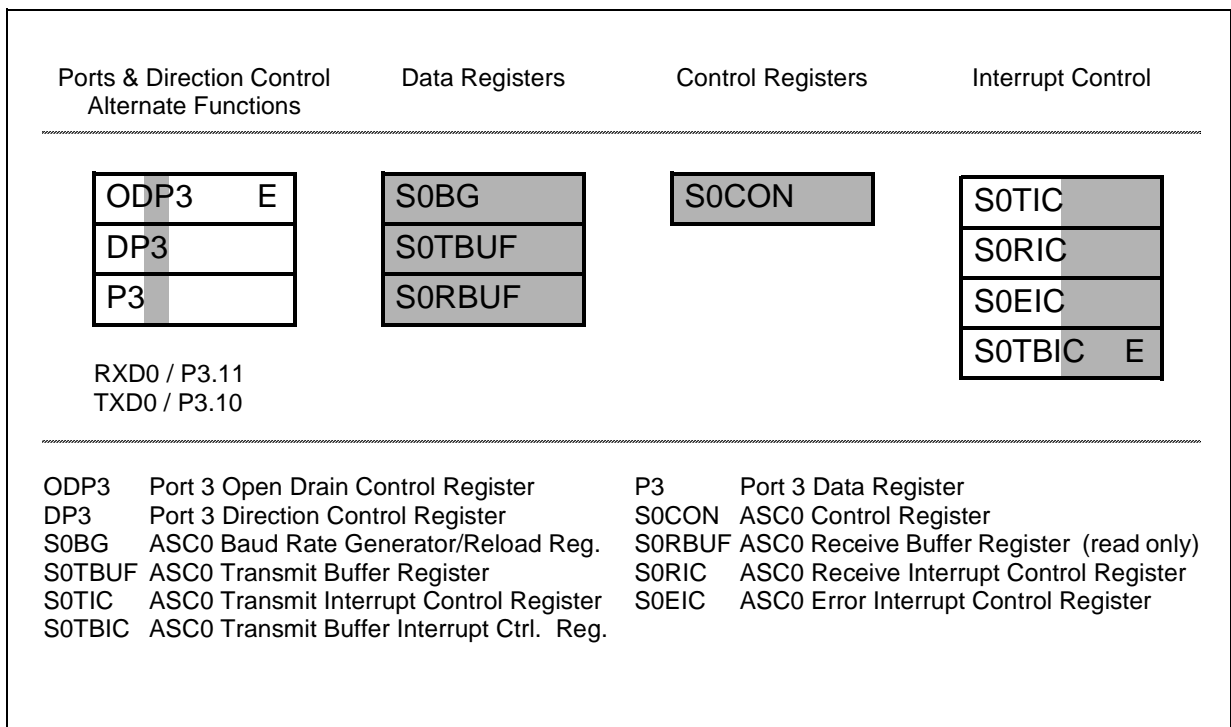 Ports & Direction Control
Alternate Functions
Data Registers
Control Registers
Interrupt Control
ODP3 E
DP3
P3
S0BG
S0TBUF
S0RBUF
S0CON
S0TIC
S0RIC
S0EIC
S0TBIC E
RXD0 / P3.11
TXD0 / P3.10
ODP3 Port 3 Open Drain Control Register
DP3 Port 3 Direction Control Register
S0BG ASC0 Baud Rate Generator/Reload Reg.
S0TBUF ASC0 Transmit Buffer Register
S0TIC ASC0 Transmit Interrupt Control Register
S0TBIC ASC0 Transmit Buffer Interrupt Ctrl. Reg.
P3 Port 3 Data Register
S0CON ASC0 Control Register
S0RBUF ASC0 Receive Buffer Register (read only)
S0RIC ASC0 Receive Interrupt Control Register
S0EIC ASC0 Error Interrupt Control Register